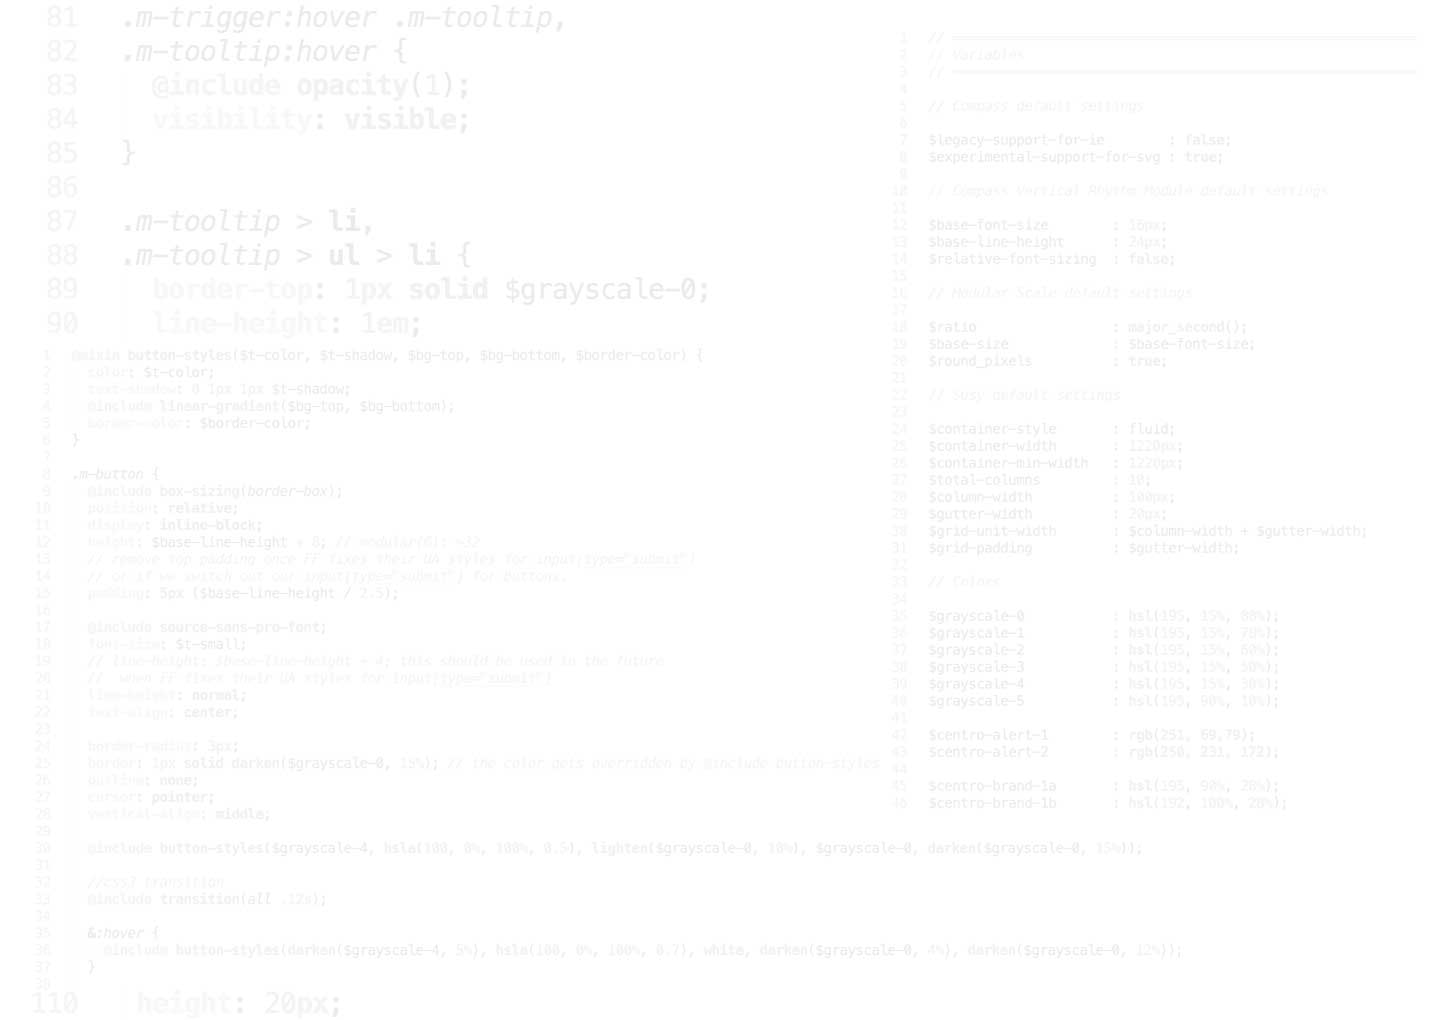 81 .m-trigger:hover .m-tooltip,
82 .m-tooltip:hover {
83 @include opacity(1);
84 visibility: visible;
85 }
86
87 .m-tooltip > li,
88 .m-tooltip > ul > li {
89 border-top: 1px solid $grayscale-0;
90 line-height: 1em;
1 @mixin button-styles($t-color, $t-shadow, $bg-top, $bg-bottom, $border-color) {
2 color: $t-color;
3 text-shadow: 0 1px 1px $t-shadow;
4 @include linear-gradient($bg-top, $bg-bottom);
5 border-color: $border-color;
6 }
7
8 .m-button {
9 @include box-sizing(border-box);
10 position: relative;
11 display: inline-block;
12 height: $base-line-height + 8; // modular(6): ~32
13 // remove top padding once FF fixes their UA styles for input[type="submit"]
14 // or if we switch out our input[type="submit"] for buttons.
15 padding: 5px ($base-line-height / 2.5);
16
17 @include source-sans-pro-font;
18 font-size: $t-small;
19 // line-height: $base-line-height + 4; this should be used in the future
20 // when FF fixes their UA styles for input[type="submit"]
21 line-height: normal;
22 text-align: center;
23
24 border-radius: 3px;
25 border: 1px solid darken($grayscale-0, 15%); // the color gets overridden by @include button-styles
26 outline: none;
27 cursor: pointer;
28 vertical-align: middle;
29
30 @include button-styles($grayscale-4, hsla(100, 0%, 100%, 0.5), lighten($grayscale-0, 10%), $grayscale-0, darken($grayscale-0, 15%));
31
32 //css3 transition
33 @include transition(all .12s);
34
35 &:hover {
36 @include button-styles(darken($grayscale-4, 5%), hsla(100, 0%, 100%, 0.7), white, darken($grayscale-0, 4%), darken($grayscale-0, 12%));
37 }
38
110 height: 20px;
1 //
2 // Variables
3 //
4
5 // Compass default settings
6
7 $legacy-support-for-ie : false;
8 $experimental-support-for-svg : true;
9
10 // Compass Vertical Rhythm Module default settings
11
12 $base-font-size : 16px;
13 $base-line-height : 24px;
14 $relative-font-sizing : false;
15
16 // Modular Scale default settings
17
18 $ratio : major_second();
19 $base-size : $base-font-size;
20 $round_pixels : true;
21
22 // Susy default settings
23
24 $container-style : fluid;
25 $container-width : 1220px;
26 $container-min-width : 1220px;
27 $total-columns : 10;
28 $column-width : 100px;
29 $gutter-width : 20px;
30 $grid-unit-width : $column-width + $gutter-width;
31 $grid-padding : $gutter-width;
32
33 // Colors
34
35 $grayscale-0 : hsl(195, 15%, 88%);
36 $grayscale-1 : hsl(195, 15%, 70%);
37 $grayscale-2 : hsl(195, 15%, 60%);
38 $grayscale-3 : hsl(195, 15%, 50%);
39 $grayscale-4 : hsl(195, 15%, 30%);
40 $grayscale-5 : hsl(195, 90%, 10%);
41
42 $centro-alert-1 : rgb(251, 69,79);
43 $centro-alert-2 : rgb(250, 231, 172);
44
45 $centro-brand-1a : hsl(195, 90%, 28%);
46 $centro-brand-1b : hsl(192, 100%, 28%);